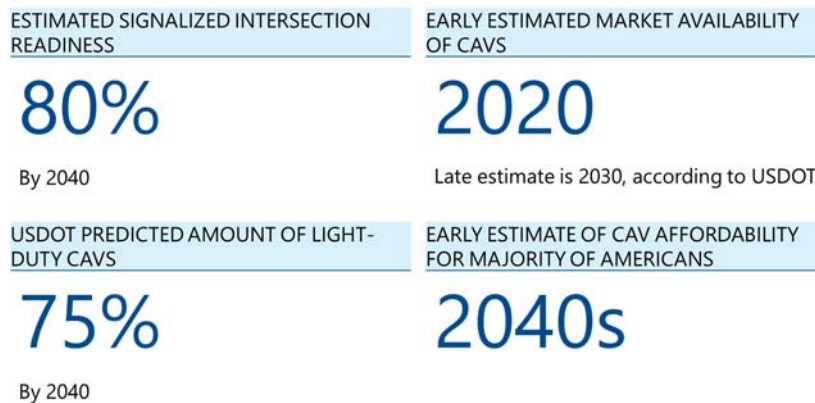 ESTIMATED SIGNALIZED INTERSECTION
READINESS
80%
By 2040
EARLY ESTIMATED MARKET AVAILABILITY
OF CAVS
2020
Late estimate is 2030, according to USDOT
USDOT PREDICTED AMOUNT OF LIGHT-
DUTY CAVS
75%
By 2040
EARLY ESTIMATE OF CAV AFFORDABILITY
FOR MAJORITY OF AMERICANS
2040s